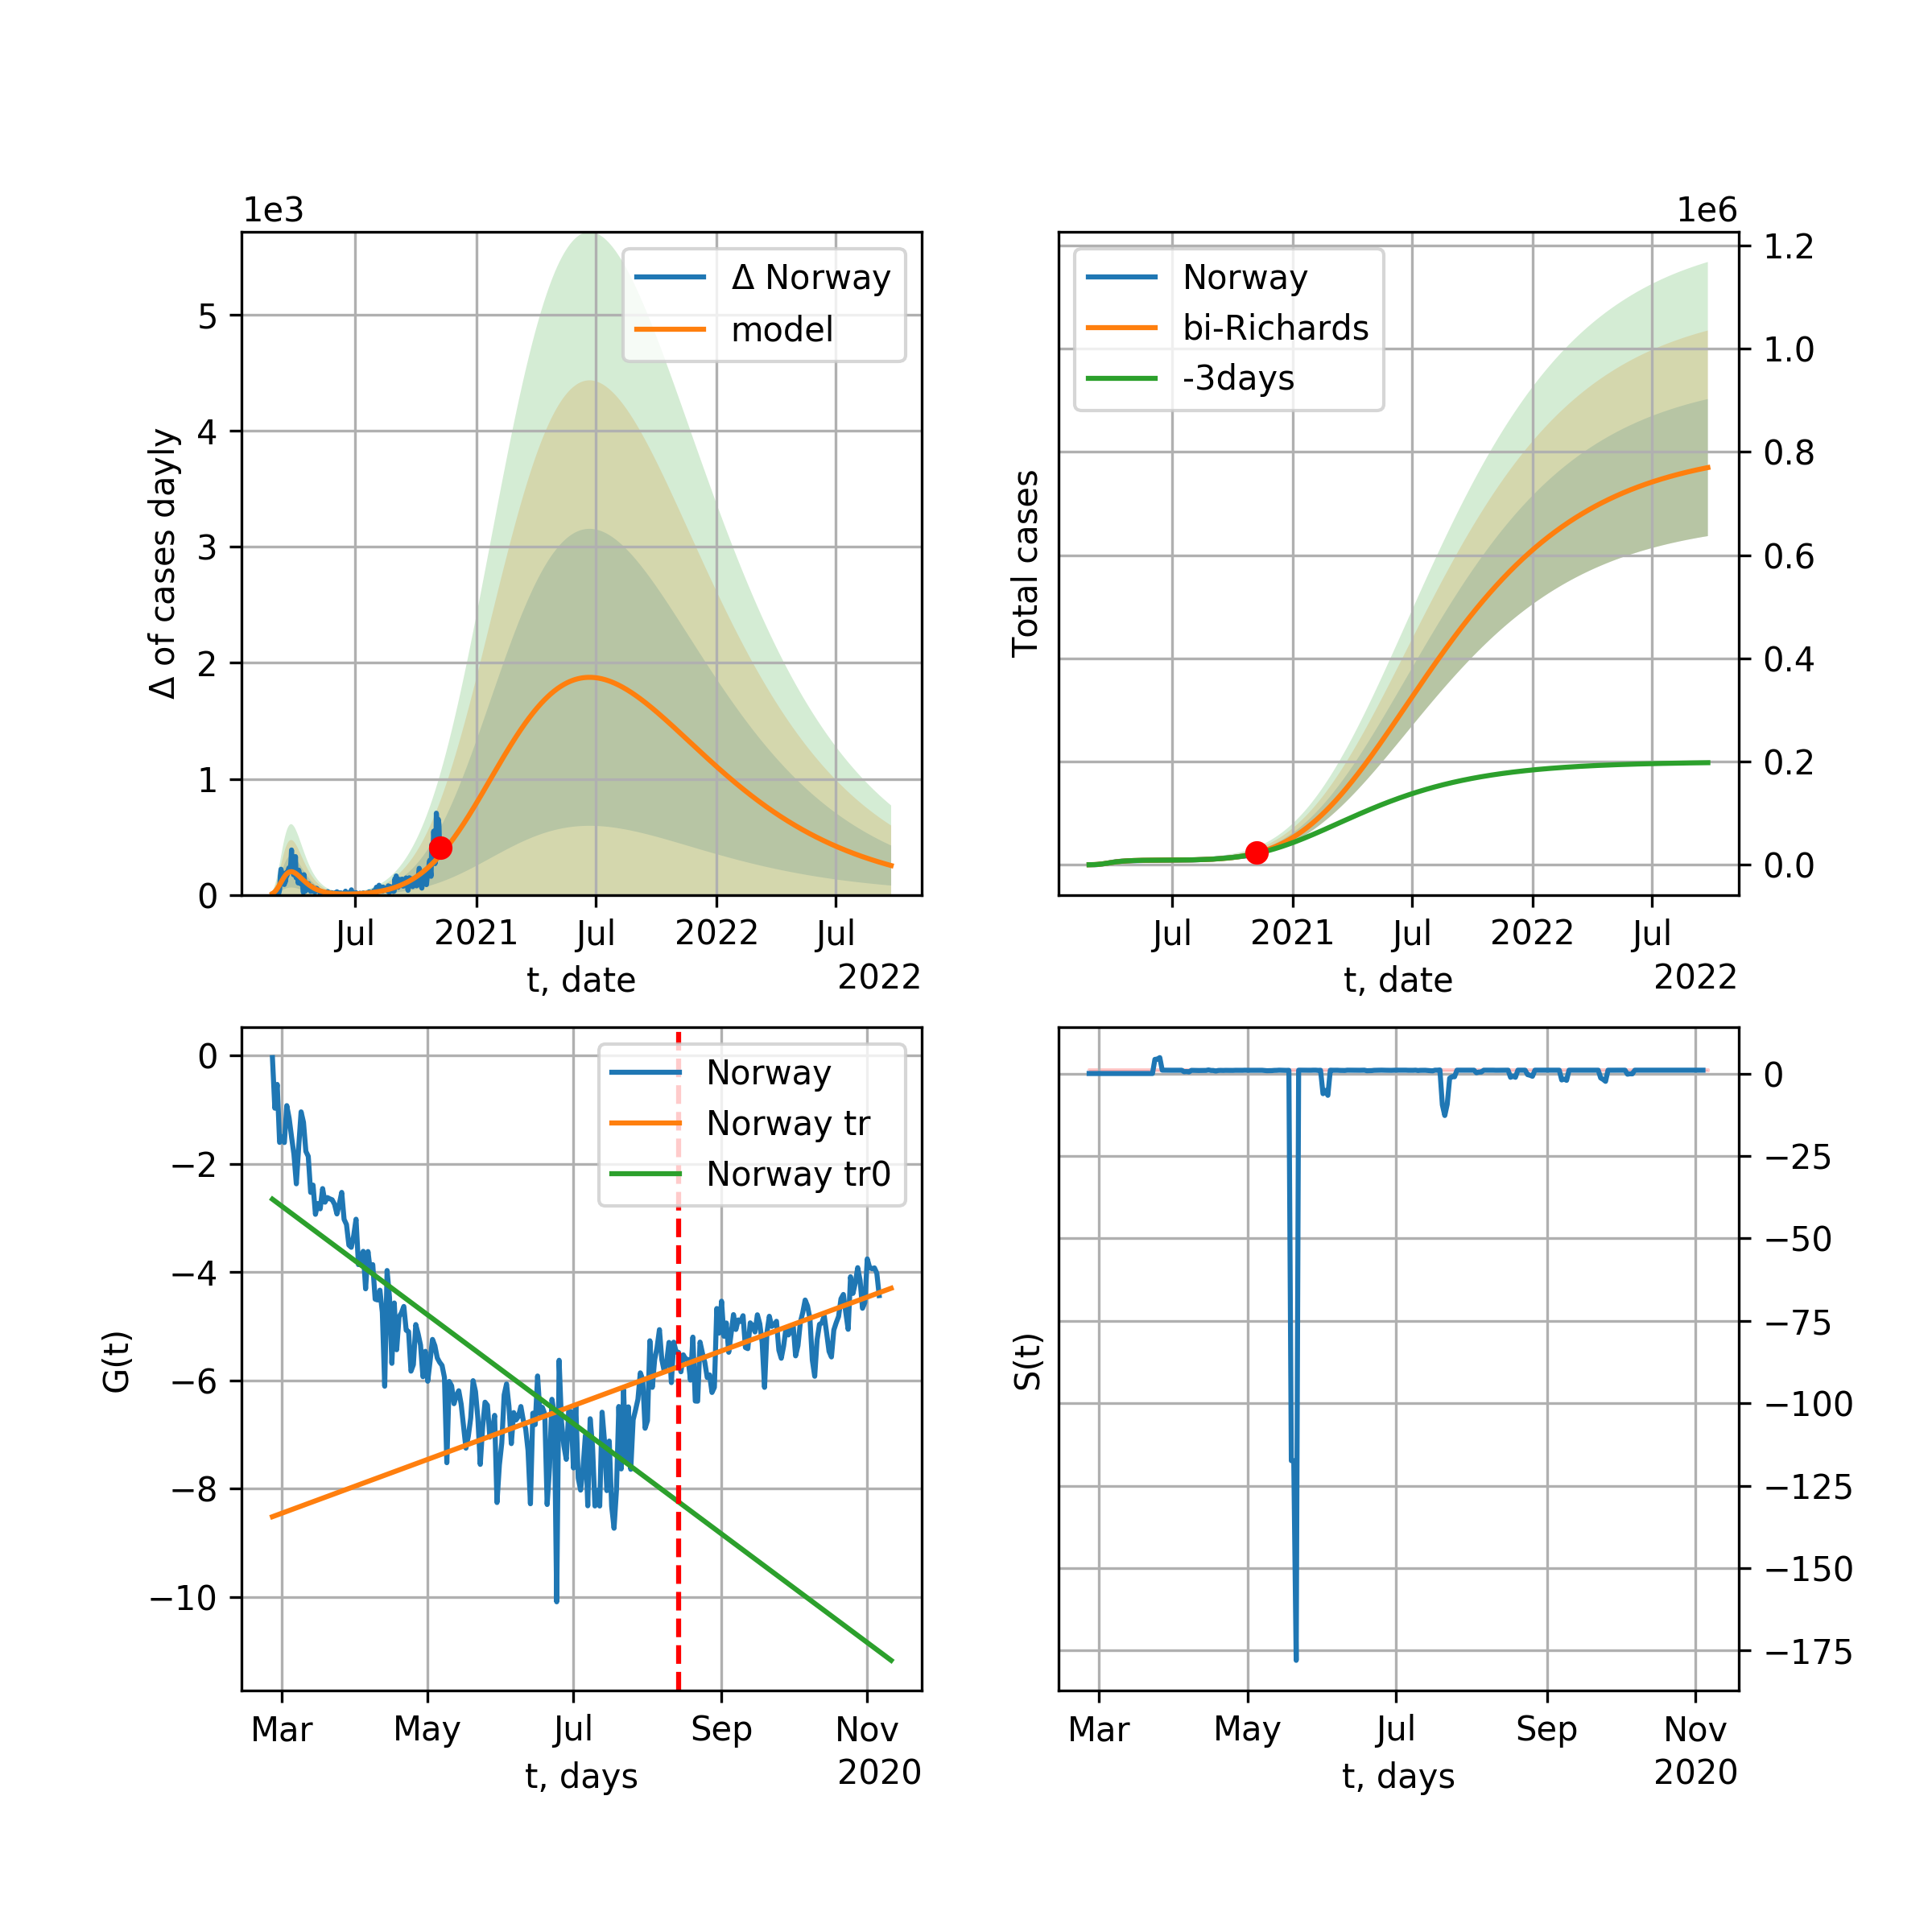 1e3
Δ of cases dayly
5
4
3
2
1
0
Δ Norway
model
Jul
2021
Jul
2022
Jul
t, date
2022
1e6
Total cases
Norway
bi-Richards
-3days
1.2
1.0
0.8
0.6
0.4
0.2
0.0
Jul
2021
Jul
2022
Jul
t, date
2022
G(t)
0
−2
−4
−6
−8
−10
Norway
Norway tr
Norway tr0
Mar
May
Jul
Sep
Nov
t, days
2020
S(t)
0
−25
−50
−75
−100
−125
−150
−175
Mar
May
Jul
Sep
Nov
t, days
2020